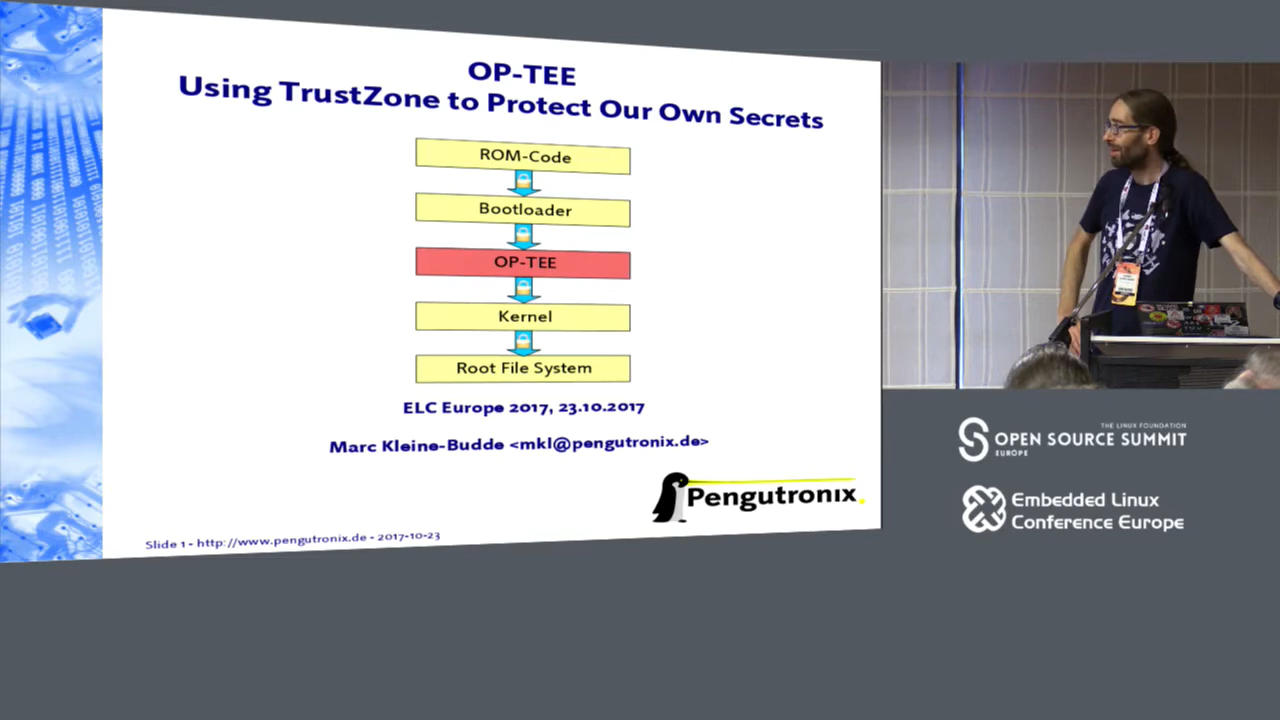 OP-TEE
Using TrustZone to Protect Our Own Secrets
ROM-Code
Bootloader
OP-TEE
Kernel
Root File System
ELC Europe 2017, 23.10.2017
Marc Kleine-Budde <mkl@pengutronix.de>
Pengutronix
Slide 1 - http://www.pengutronix.de - 2017-10-23
THE LINUX FOUNDATION
OPEN SOURCE SUMMIT
EUROPE
Embedded Linux
Conference Europe